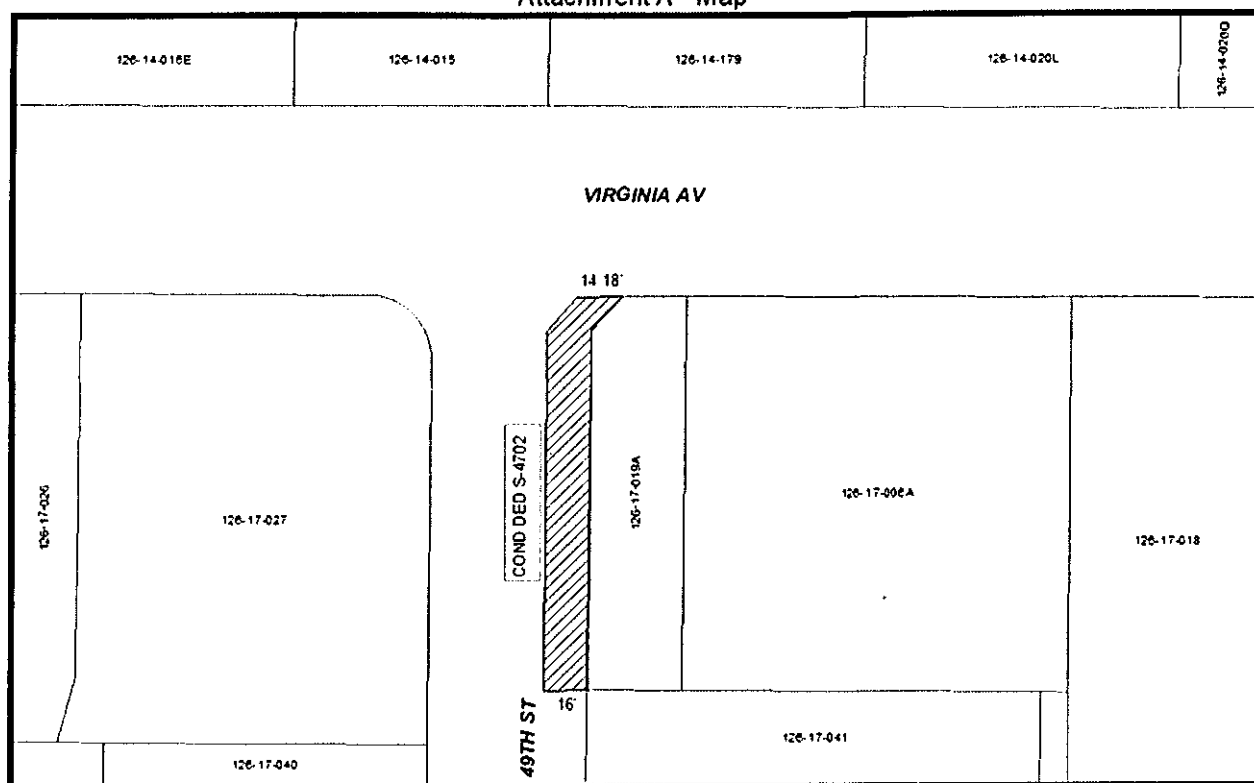 Attachment A - Map
126-14-016E
126-14-015
126-14-179
126-14-020L
126-14-020O
VIRGINIA AV
14 18'
COND DED S-4702
126-17-026
126-17-027
126-17-019A
126-17-006A
126-17-018
16'
49TH ST
126-17-041
126-17-040